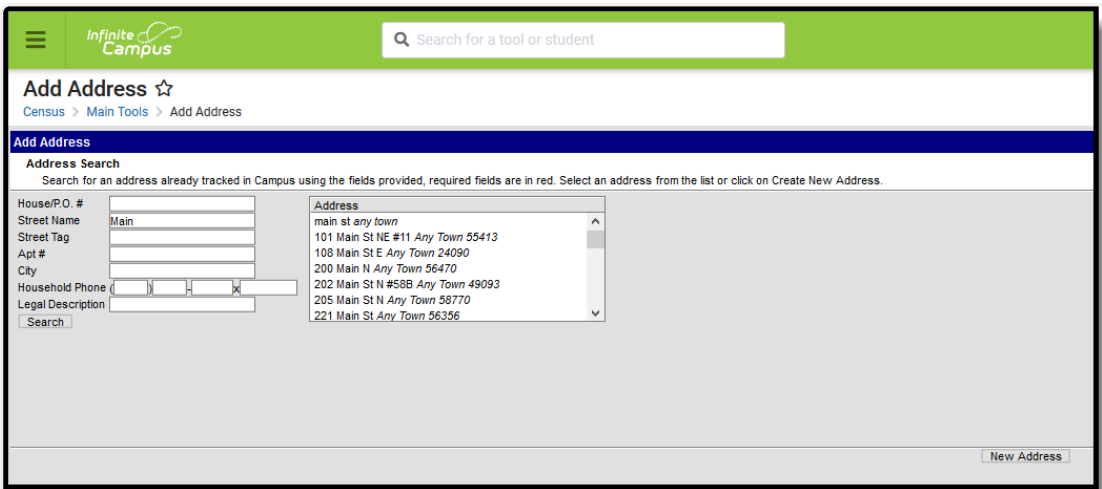 Infinite
Campus
Search for a tool or student
Add Address
Census > Main Tools > Add Address
Add Address
Address Search
Search for an address already tracked in Campus using the fields provided, required fields are in red. Select an address from the list or click on Create New Address.
House/P.O. #
Street Name Main
Street Tag
Apt #
City
Household Phone ( ) - x
Legal Description
Search
Address
main st any town
101 Main St NE #11 Any Town 55413
108 Main St E Any Town 24090
200 Main N Any Town 56470
202 Main St N #58B Any Town 49093
205 Main St N Any Town 58770
221 Main St Any Town 56356
New Address